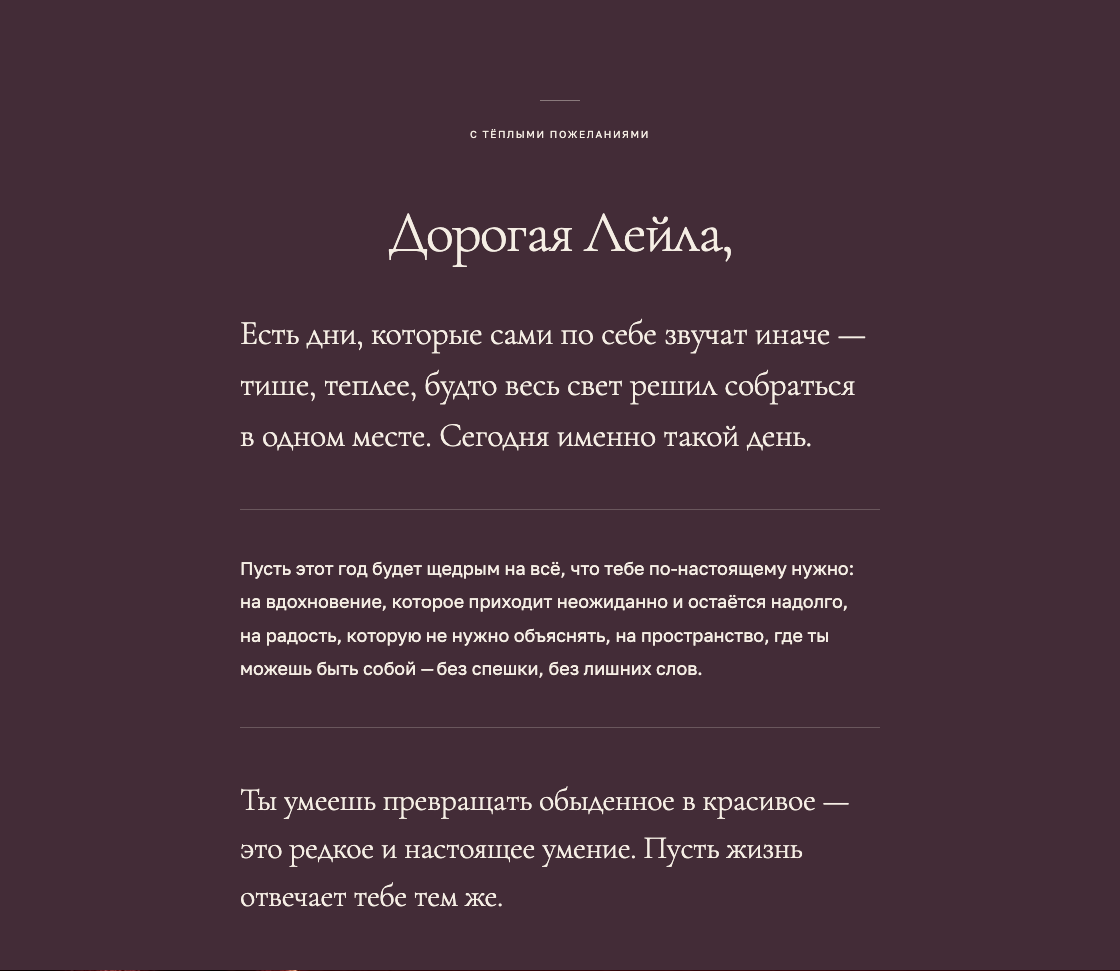 С ТЁПЛЫМИ ПОЖЕЛАНИЯМИ
Дорогая Лейла,
Есть дни, которые сами по себе звучат иначе —
тише, теплее, будто весь свет решил собраться
в одном месте. Сегодня именно такой день.
Пусть этот год будет щедрым на всё, что тебе по-настоящему нужно:
на вдохновение, которое приходит неожиданно и остаётся надолго,
на радость, которую не нужно объяснять, на пространство, где ты
можешь быть собой — без спешки, без лишних слов.
Ты умеешь превращать обыденное в красивое —
это редкое и настоящее умение. Пусть жизнь
отвечает тебе тем же.